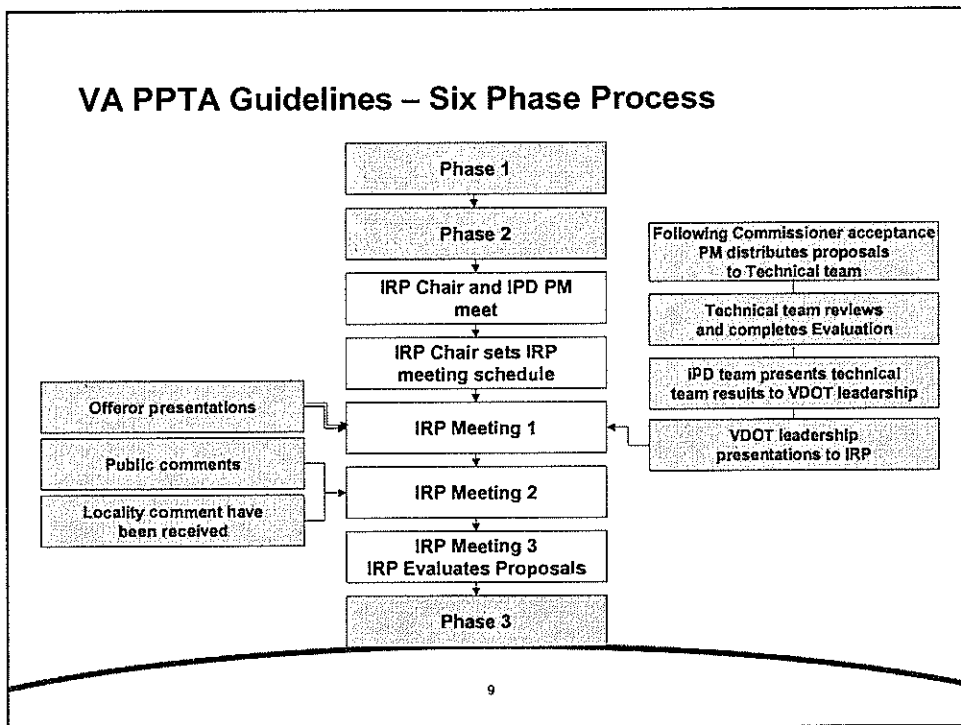 VA PPTA Guidelines – Six Phase Process
Phase 1
Phase 2
IRP Chair and IPD PM
meet
IRP Chair sets IRP
meeting schedule
IRP Meeting 1
IRP Meeting 2
IRP Meeting 3
IRP Evaluates Proposals
Phase 3
Offeror presentations
Public comments
Locality comment have
been received
Following Commissioner acceptance
PM distributes proposals
to Technical team
Technical team reviews
and completes Evaluation
IPD team presents technical
team results to VDOT leadership
VDOT leadership
presentations to IRP
9